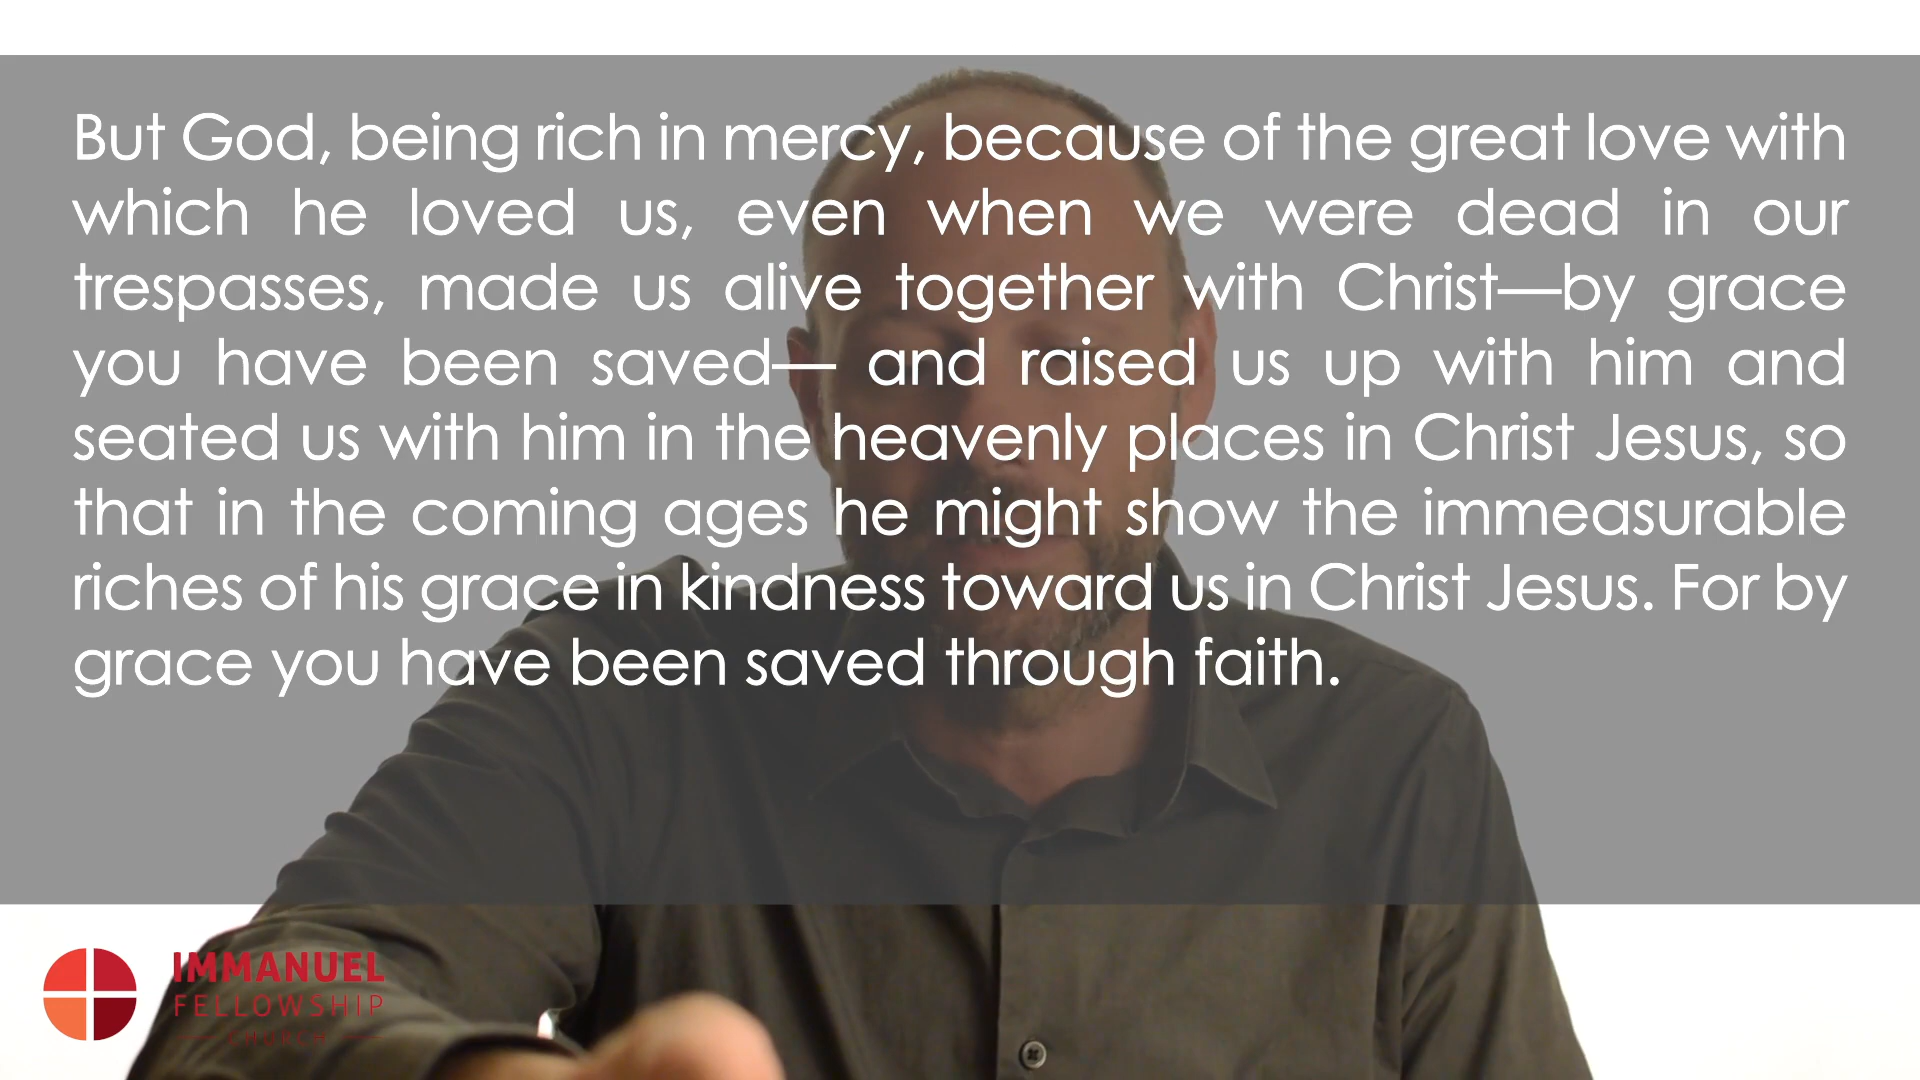 But God, being rich in mercy, because of the great love with
which he loved us, even when we were dead in our
trespasses, made us alive together with Christ—by grace
you have been saved— and raised us up with him and
seated us with him in the heavenly places in Christ Jesus, so
that in the coming ages he might show the immeasurable
riches of his grace in kindness toward us in Christ Jesus. For by
grace you have been saved through faith.
IMMANUEL
FELLOWSHIP
CHURCH